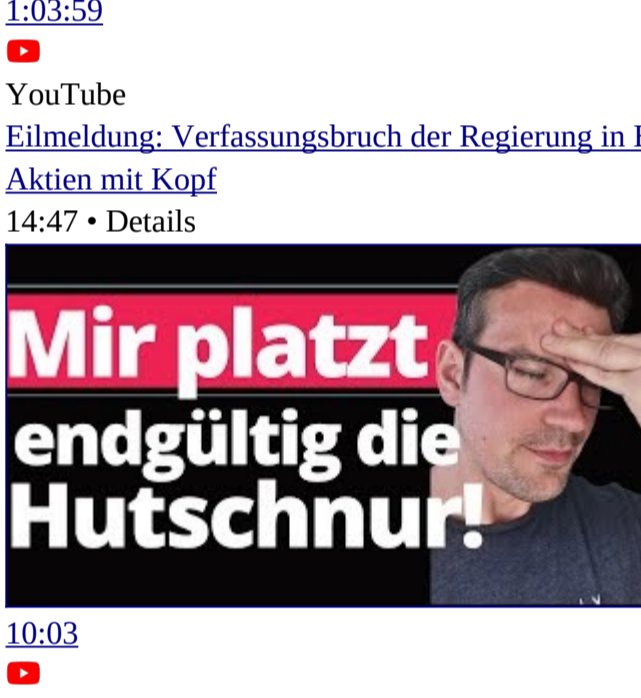 1:03:59
YouTube
Eilmeldung: Verfassungsbruch der Regierung in
Aktien mit Kopf
14:47 • Details
Mir platzt
endgültig die
Hutschnur!
10:03